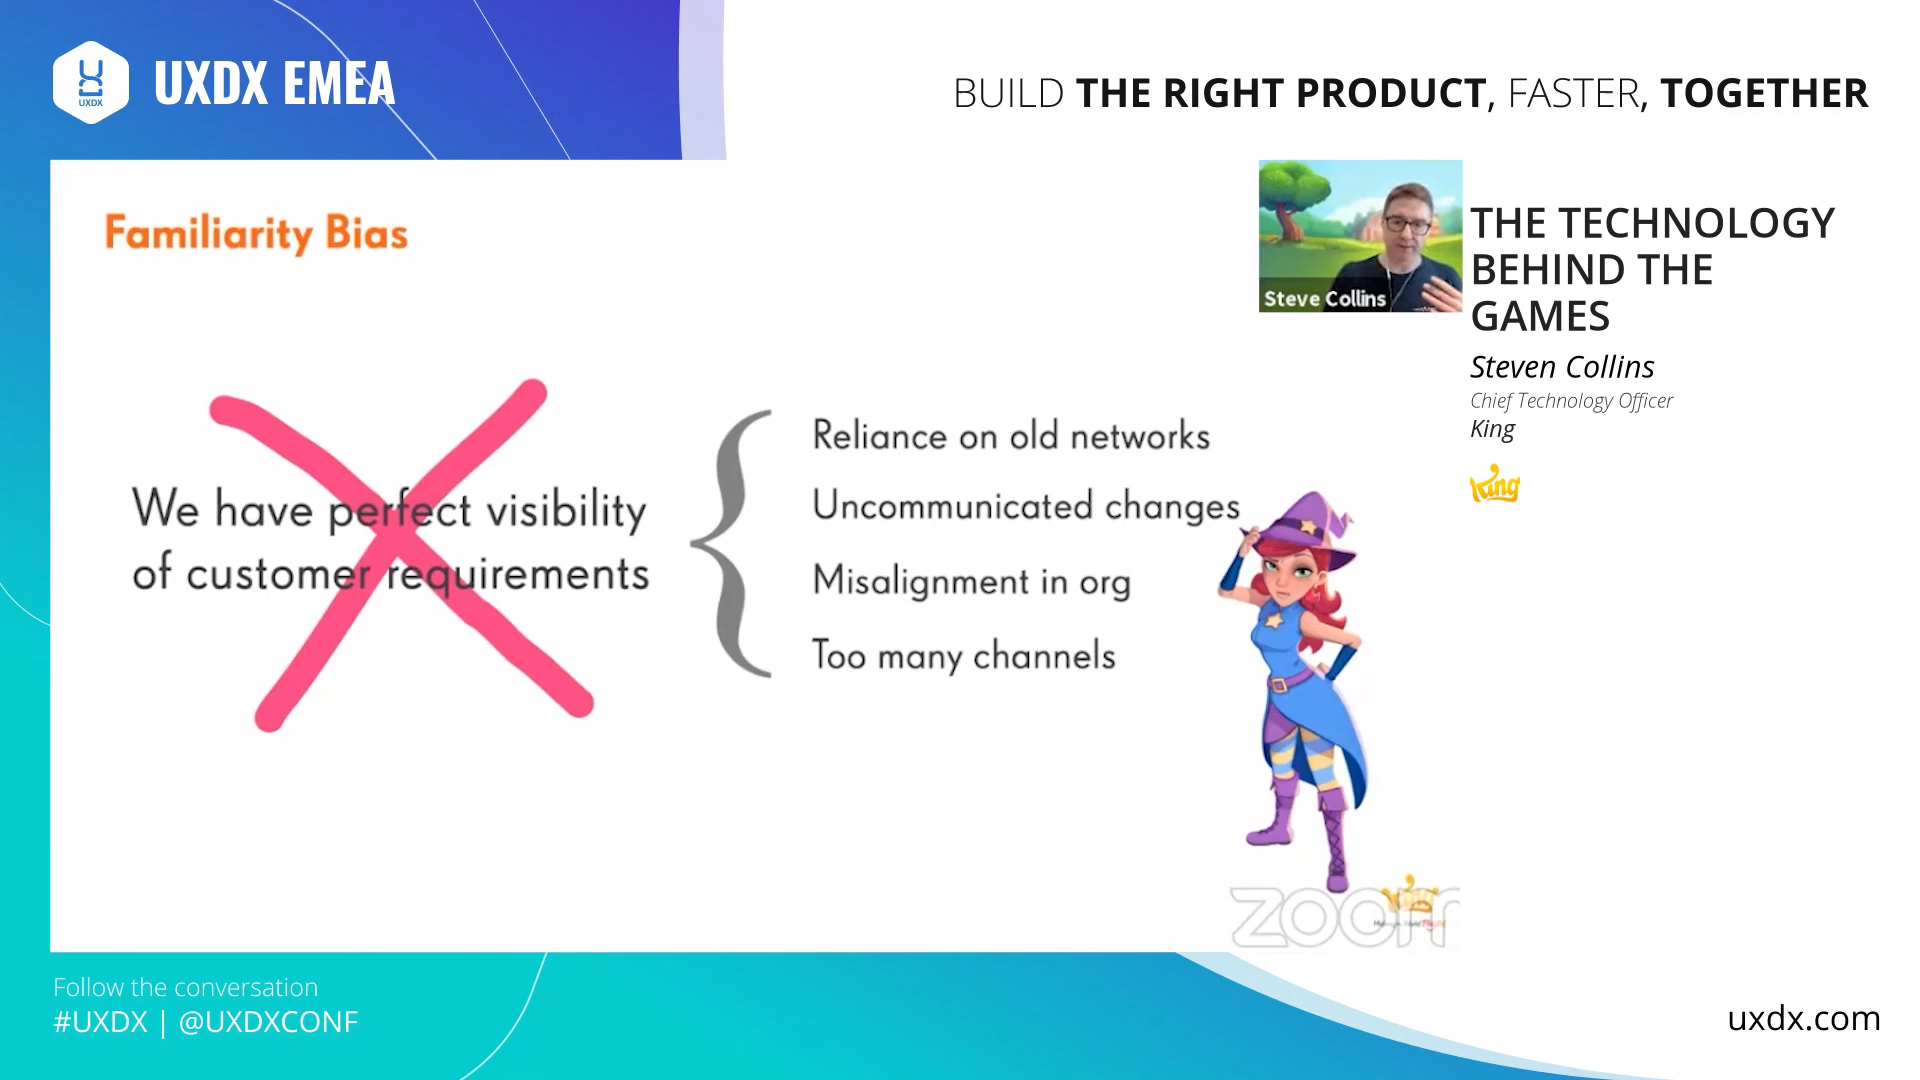 UXDX
UXDX EMEA
BUILD THE RIGHT PRODUCT, FASTER, TOGETHER
Familiarity Bias
We have perfect visibility
of customer requirements
Reliance on old networks
Uncommunicated changes
Misalignment in org
Too many channels
Steve Collins
THE TECHNOLOGY
BEHIND THE
GAMES
Steven Collins
Chief Technology Officer
King
King
zoom
King
Follow the conversation
#UXDX | @UXDXCONF
uxdx.com